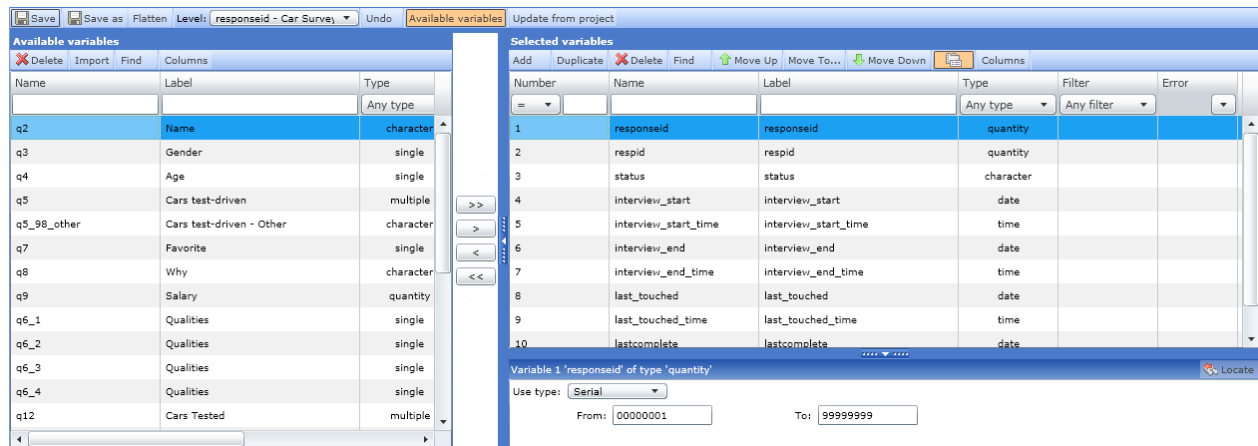 Save Save as Flatten Level: responseid - Car Survey Undo Available variables Update from project
Available variables
Delete Import Find Columns
Name Label Type
Any type
q2 Name character
q3 Gender single
q4 Age single
q5 Cars test-driven multiple
q5_98_other Cars test-driven - Other character
q7 Favorite single
q8 Why character
q9 Salary quantity
q6_1 Qualities single
q6_2 Qualities single
q6_3 Qualities single
q6_4 Qualities single
q12 Cars Tested multiple
>>
>
<
<<
Selected variables
Add Duplicate Delete Find Move Up Move To... Move Down Columns
Number Name Label Type Filter Error
= Any type Any filter
1 responseid responseid quantity
2 respid respid quantity
3 status status character
4 interview_start interview_start date
5 interview_start_time interview_start_time time
6 interview_end interview_end date
7 interview_end_time interview_end_time time
8 last_touched last_touched date
9 last_touched_time last_touched_time time
10 lastcomplete lastcomplete date
Variable 1 'responseid' of type 'quantity' Locate
Use type: Serial
From: 00000001 To: 99999999